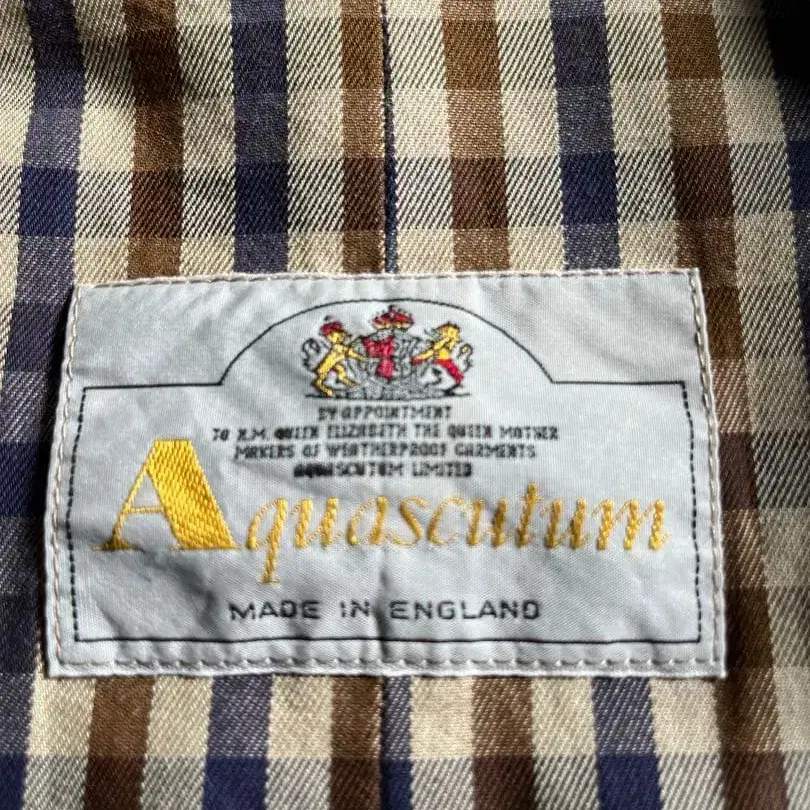 BY APPOINTMENT
TO H.M. QUEEN ELIZABETH THE QUEEN MOTHER
MAKERS OF WEATHERPROOF GARMENTS
AQUASCUTUM LIMITED
Aquascutum
MADE IN ENGLAND